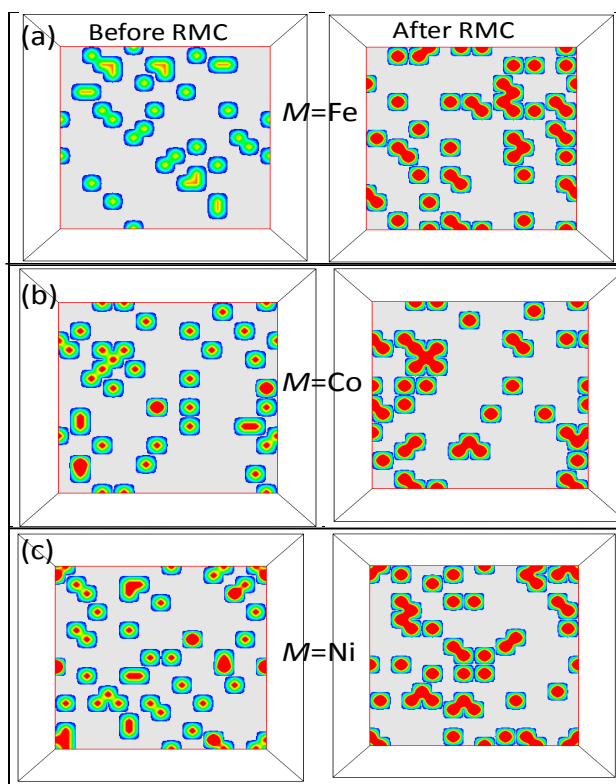 (a) Before RMC After RMC
M=Fe
(b)
M=Co
(c)
M=Ni